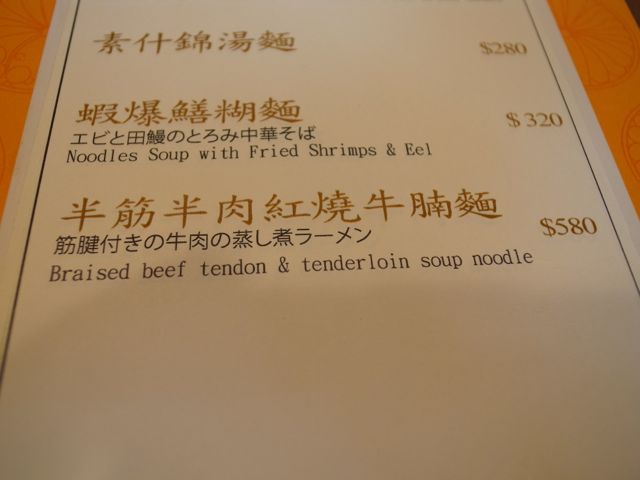 素什錦湯麵 $280
蝦爆鱔糊麵 $320
エビと田鰻のとろみ中華そば
Noodles Soup with Fried Shrimps & Eel
半筋半肉紅燒牛腩麵 $580
筋腱付きの牛肉の蒸し煮ラーメン
Braised beef tendon & tenderloin soup noodle